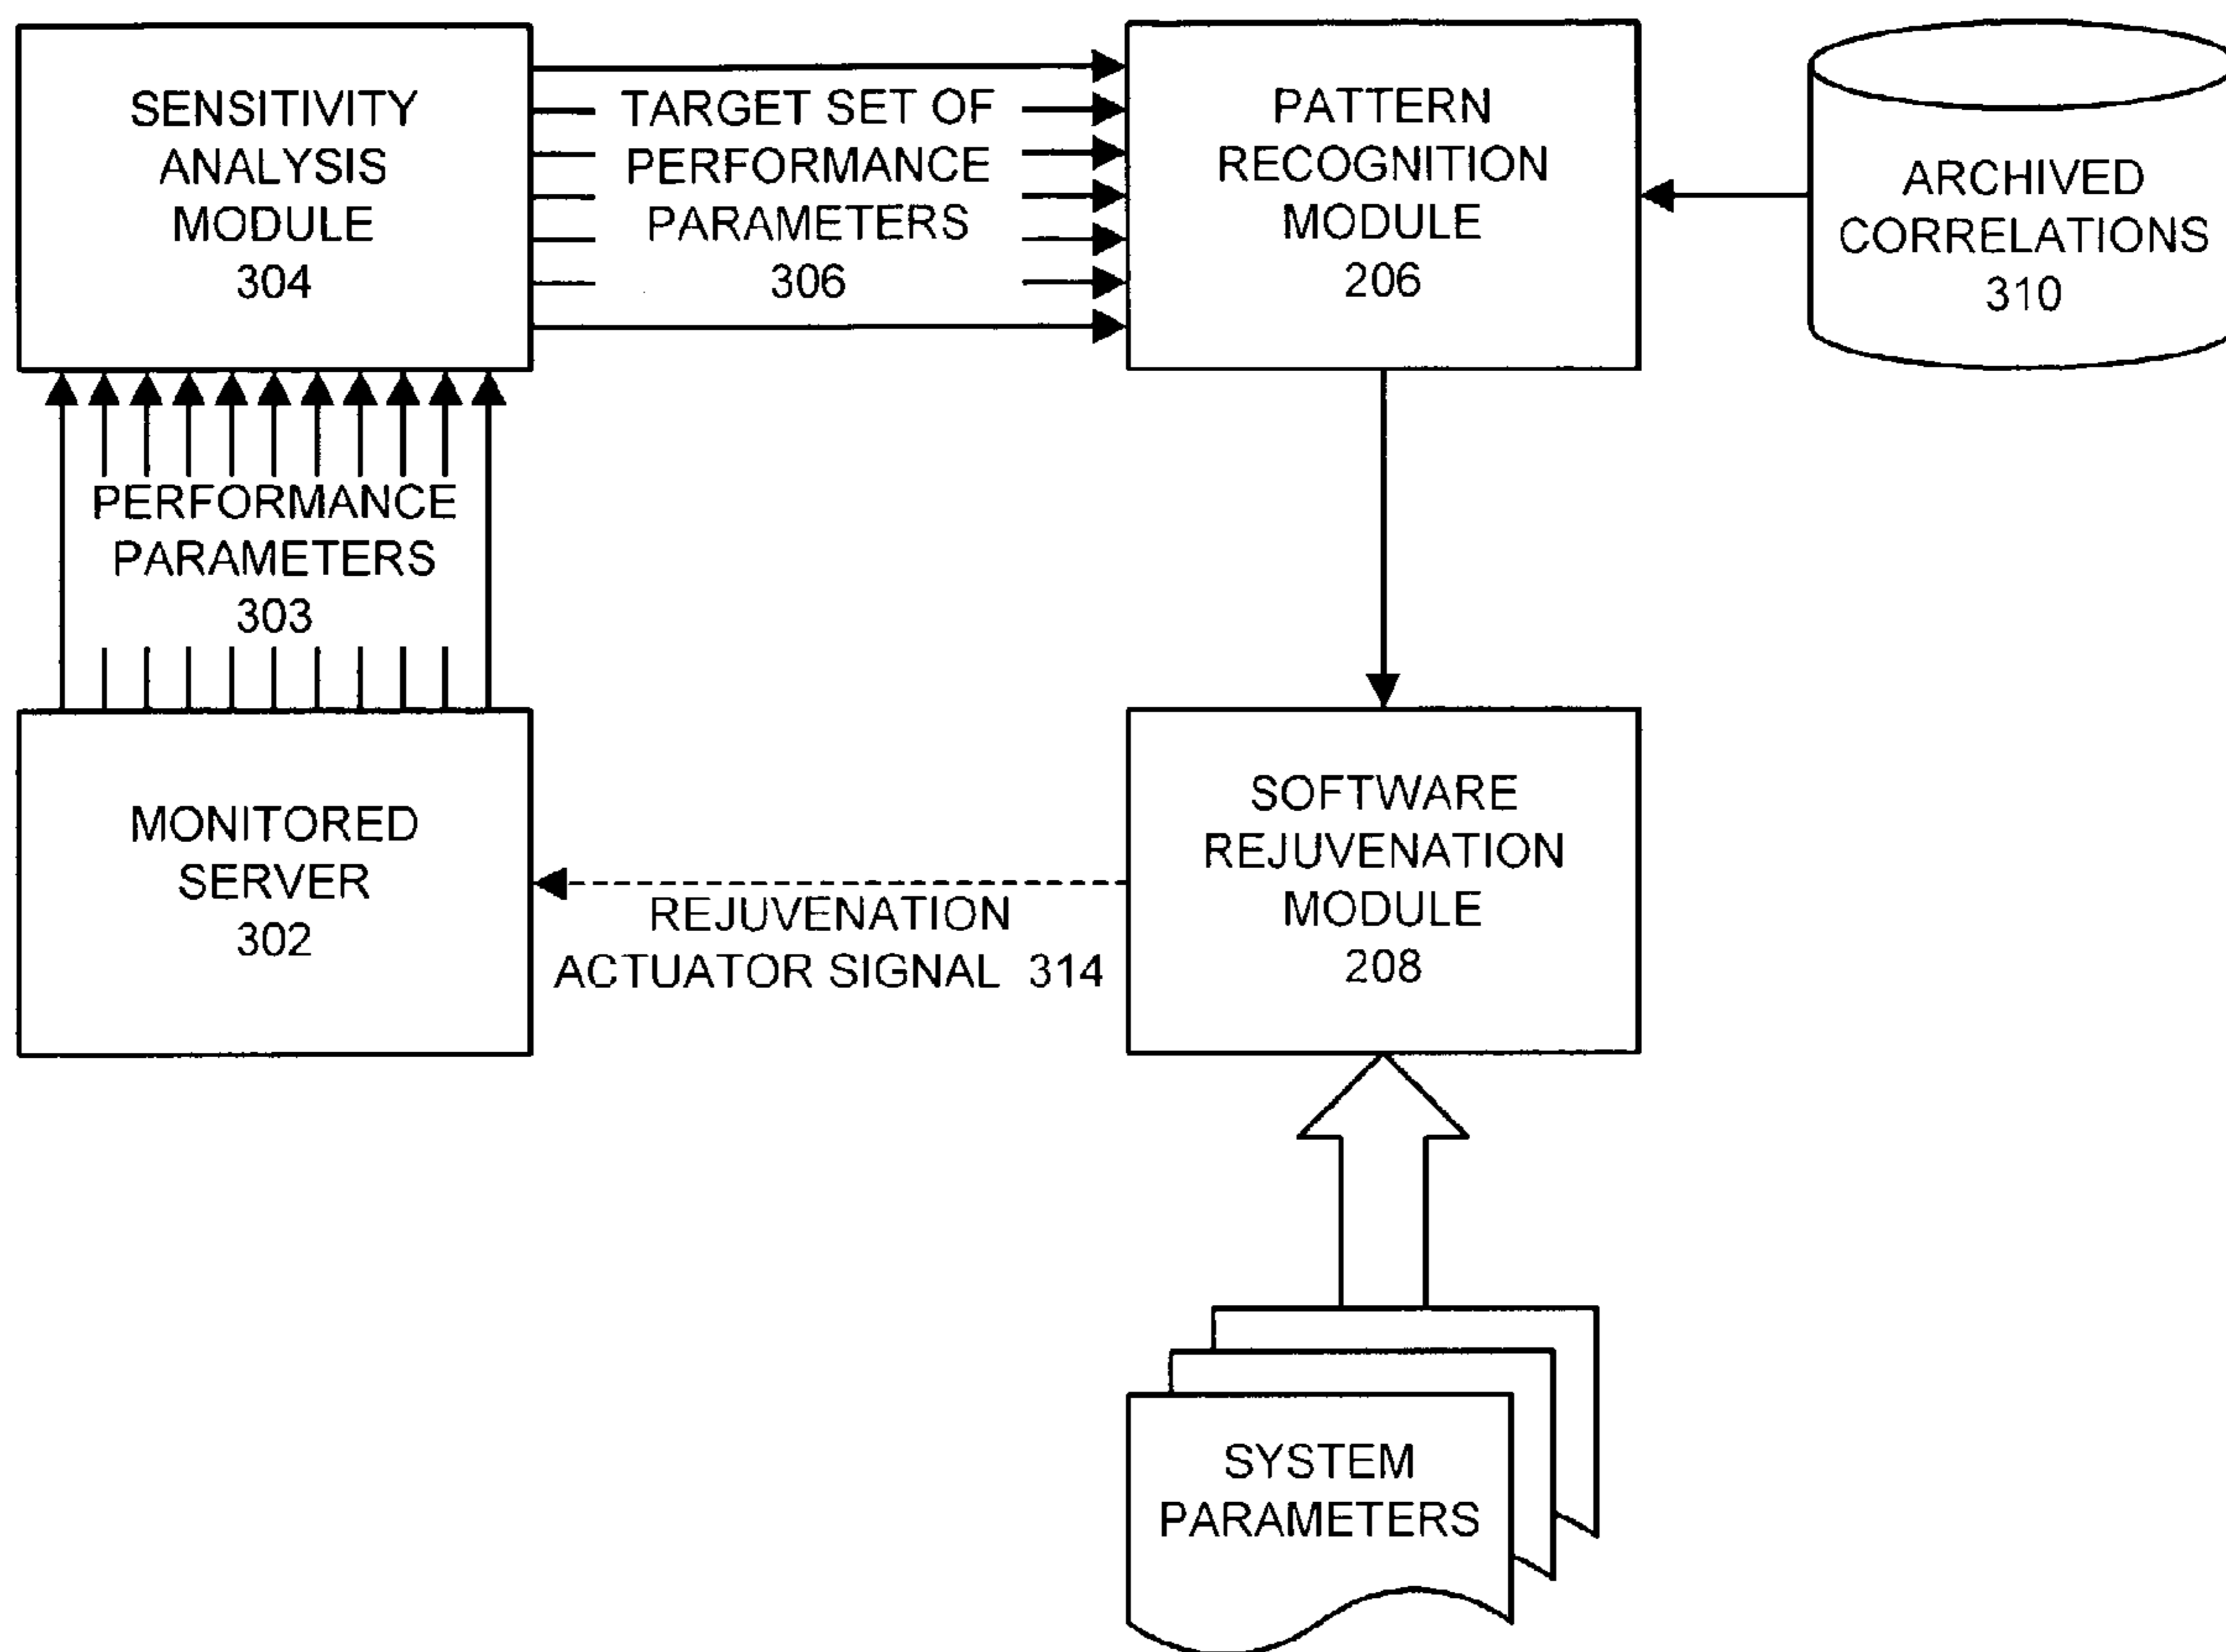 SENSITIVITY
ANALYSIS
MODULE
304
TARGET SET OF
PERFORMANCE
PARAMETERS
306
PATTERN
RECOGNITION
MODULE
206
ARCHIVED
CORRELATIONS
310
PERFORMANCE
PARAMETERS
303
MONITORED
SERVER
302
REJUVENATION
ACTUATOR SIGNAL 314
SOFTWARE
REJUVENATION
MODULE
208
SYSTEM
PARAMETERS